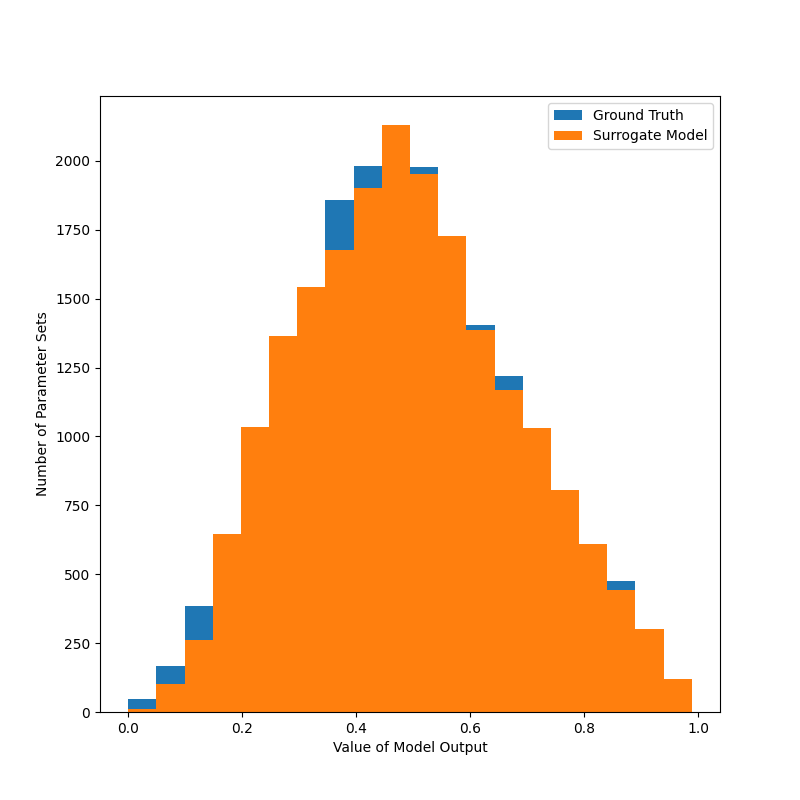 Ground Truth
Surrogate Model
2000
1750
1500
1250
1000
750
500
250
0
Number of Parameter Sets
0.0 0.2 0.4 0.6 0.8 1.0
Value of Model Output